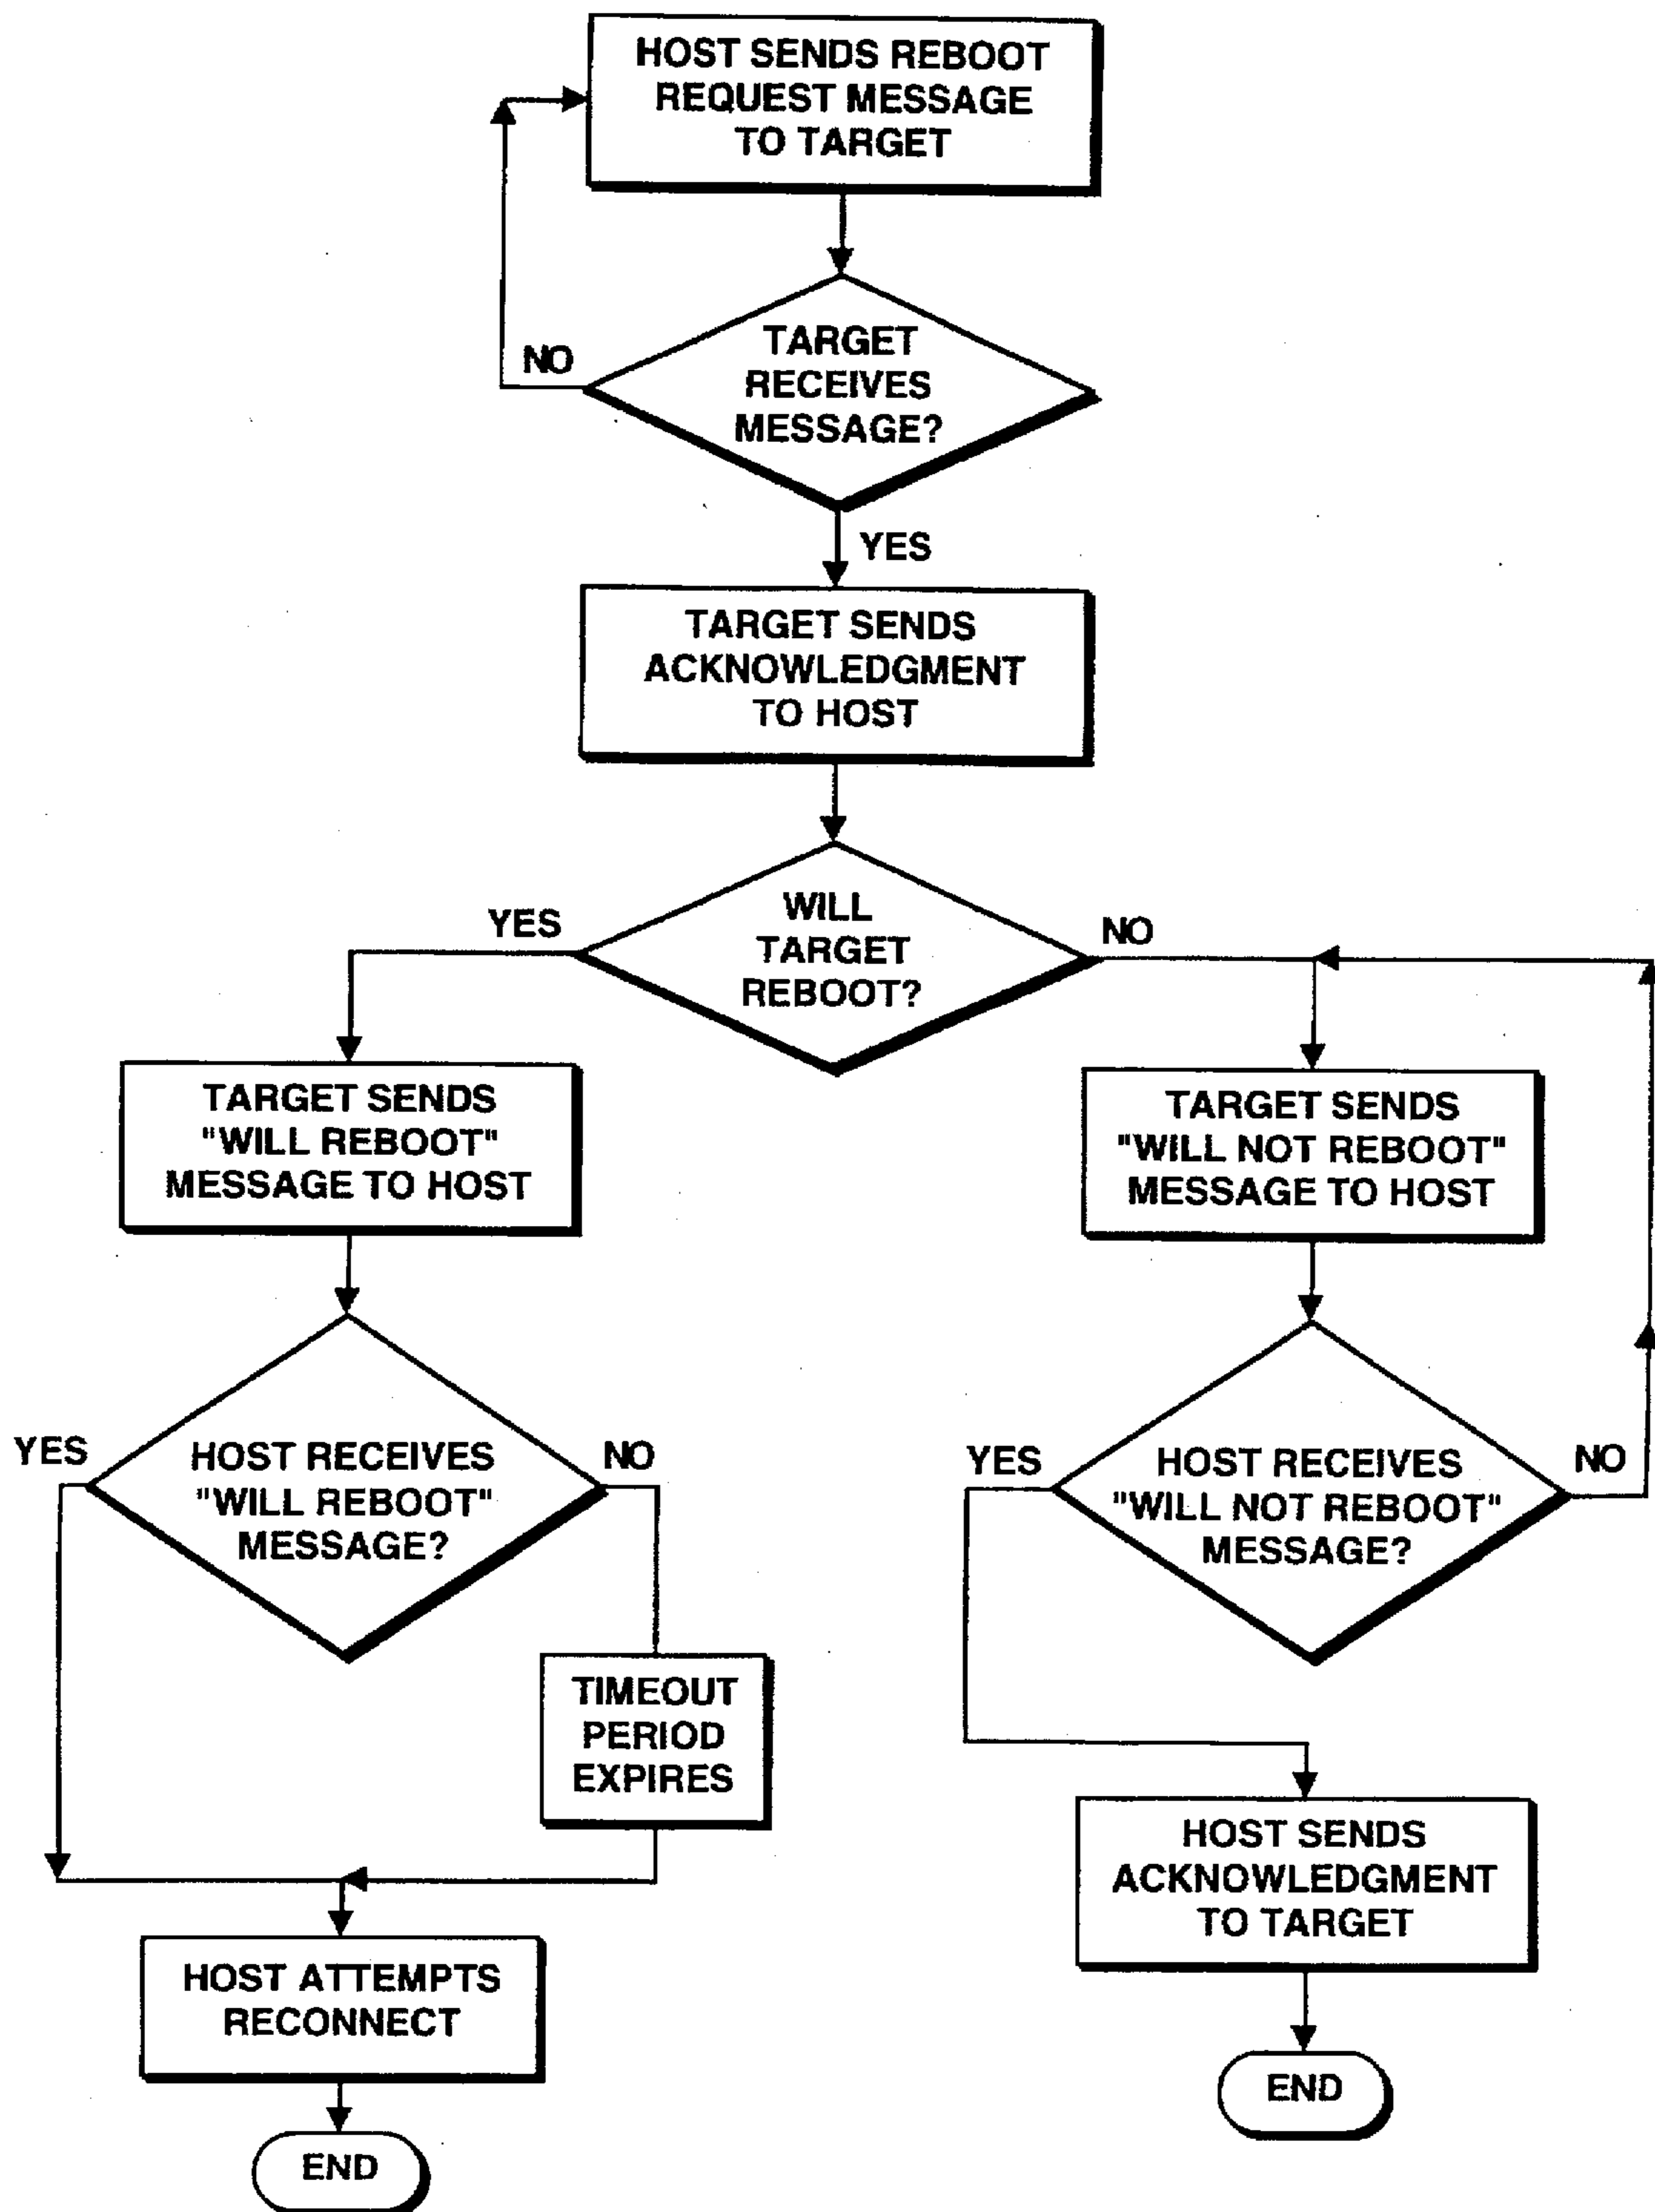 HOST SENDS REBOOT
REQUEST MESSAGE
TO TARGET
TARGET
RECEIVES
MESSAGE?
NO
YES
TARGET SENDS
ACKNOWLEDGMENT
TO HOST
WILL
TARGET
REBOOT?
YES
NO
TARGET SENDS
"WILL REBOOT"
MESSAGE TO HOST
TARGET SENDS
"WILL NOT REBOOT"
MESSAGE TO HOST
YES
HOST RECEIVES
"WILL REBOOT"
MESSAGE?
NO
YES
HOST RECEIVES
"WILL NOT REBOOT"
MESSAGE?
NO
TIMEOUT
PERIOD
EXPIRES
HOST SENDS
ACKNOWLEDGMENT
TO TARGET
HOST ATTEMPTS
RECONNECT
END
END